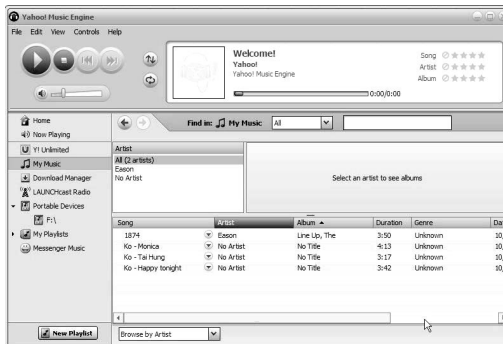 Yahoo! Music Engine
File Edit View Controls Help
Welcome!
Yahoo!
Yahoo! Music Engine
0:00/0:00
Song
Artist
Album
Home
Now Playing
Y! Unlimited
My Music
Download Manager
LAUNCHcast Radio
Portable Devices
F:\
My Playlists
Messenger Music
New Playlist
Find in: My Music All
Artist
All (2 artists)
Eason
No Artist
Select an artist to see albums
Song Artist Album Duration Genre Da
1874 Eason Line Up, The 3:50 Unknown 10,
Ko - Monica No Artist No Title 4:13 Unknown 10,
Ko - Tai Hung No Artist No Title 3:17 Unknown 10,
Ko - Happy tonight No Artist No Title 3:42 Unknown 10,
Browse by Artist